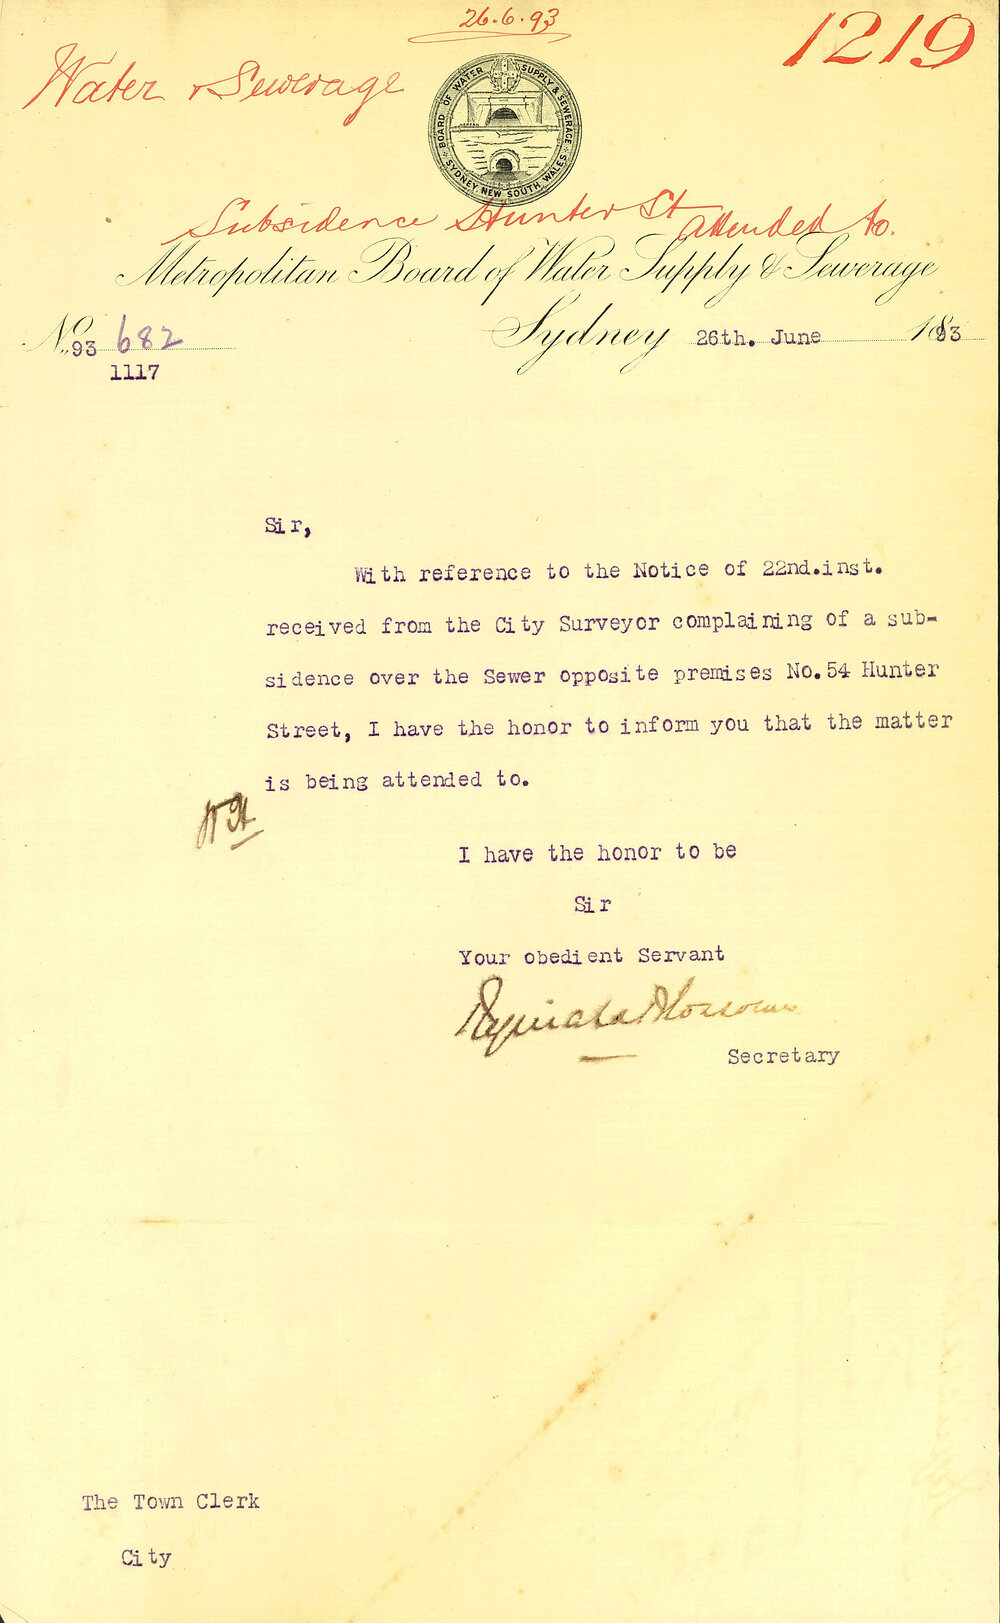 26.6.93
1219
Water & Sewerage
BOARD OF WATER SUPPLY & SEWERAGE
SYDNEY, NEW SOUTH WALES
Subsidence Hunter St attended to.
Metropolitan Board of Water Supply & Sewerage
No. 93 682
1117
Sydney 26th. June 1893
Sir,
With reference to the Notice of 22nd.inst.
received from the City Surveyor complaining of a sub-
sidence over the Sewer opposite premises No.54 Hunter
Street, I have the honor to inform you that the matter
is being attended to.
I have the honor to be
Sir
Your obedient Servant
Secretary
The Town Clerk
City